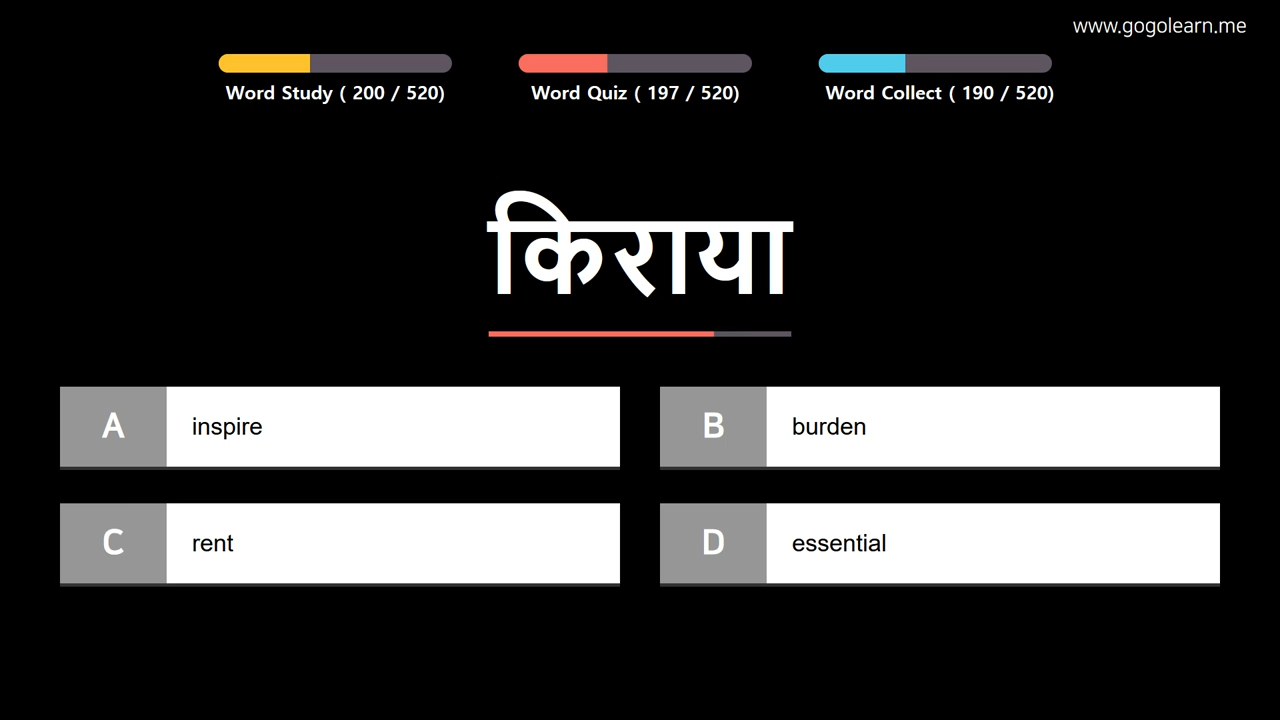 www.gogolearn.me
Word Study ( 200 / 520)
Word Quiz ( 197 / 520)
Word Collect ( 190 / 520)
किराया
A inspire
B burden
C rent
D essential